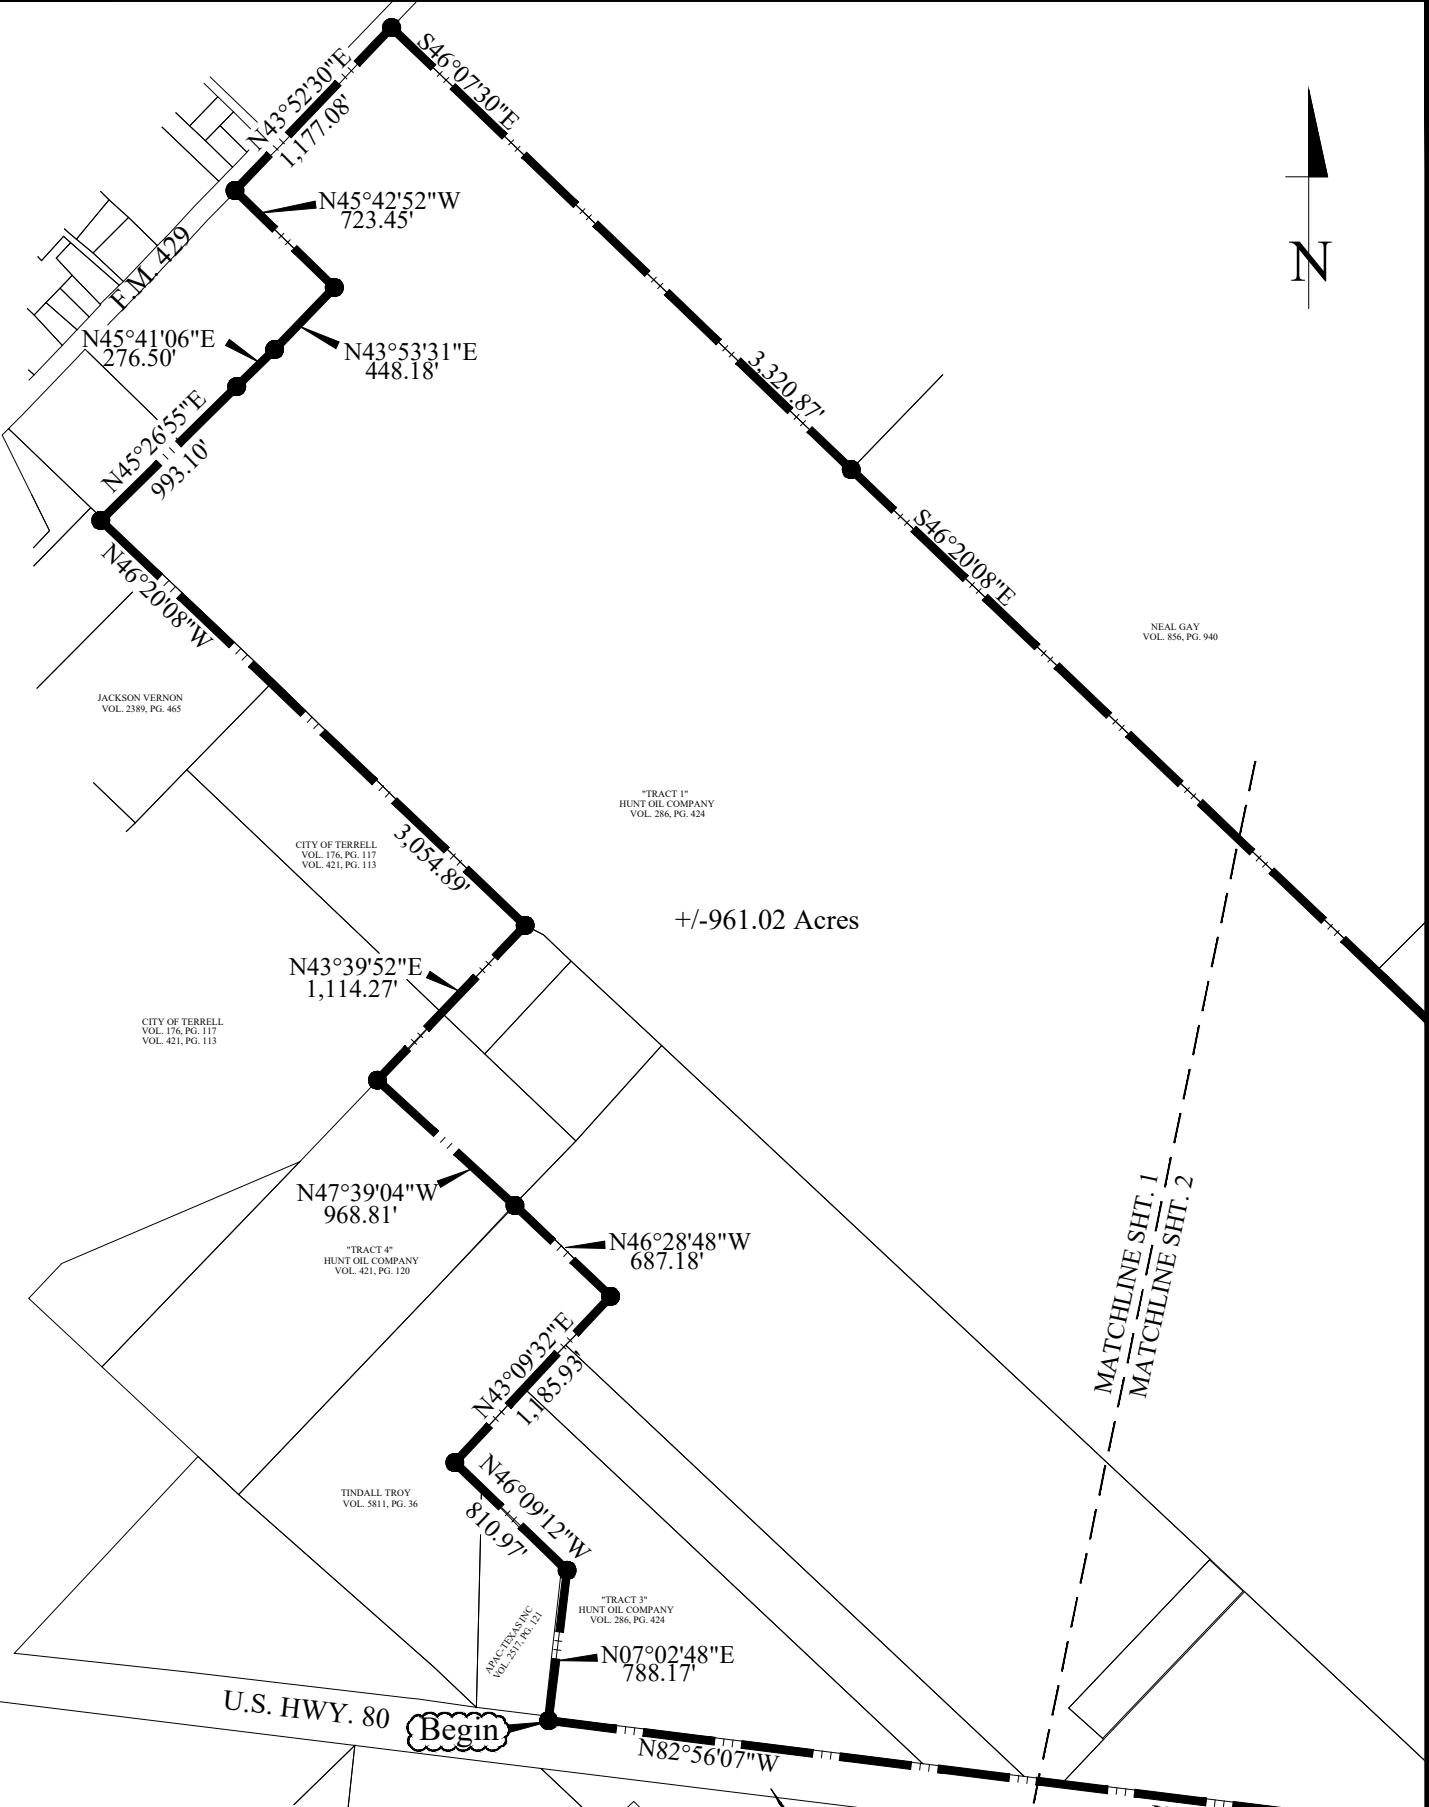 S46°07'30"E
N43°52'30"E
1,177.08'
N45°42'52"W
723.45'
F.M. 429
N
N45°41'06"E
276.50'
N43°53'31"E
448.18'
3,320.87'
N45°26'55"E
993.10'
S46°20'08"E
N46°20'08"W
NEAL GAY
VOL. 856, PG. 940
JACKSON VERNON
VOL. 2389, PG. 465
"TRACT 1"
HUNT OIL COMPANY
VOL. 286, PG. 424
CITY OF TERRELL
VOL. 176, PG. 117
VOL. 421, PG. 113
3,054.89'
+/-961.02 Acres
N43°39'52"E
1,114.27'
CITY OF TERRELL
VOL. 176, PG. 117
VOL. 421, PG. 113
N47°39'04"W
968.81'
MATCHLINE SHT. 1
MATCHLINE SHT. 2
"TRACT 4"
HUNT OIL COMPANY
VOL. 421, PG. 120
N46°28'48"W
687.18'
N43°09'32"E
1,185.93'
TINDALL TROY
VOL. 5811, PG. 36
N46°09'12"W
810.97'
"TRACT 3"
HUNT OIL COMPANY
VOL. 286, PG. 424
APAC-TEXAS INC
VOL. 2517, PG. 121
N07°02'48"E
788.17'
U.S. HWY. 80
Begin
N82°56'07"W